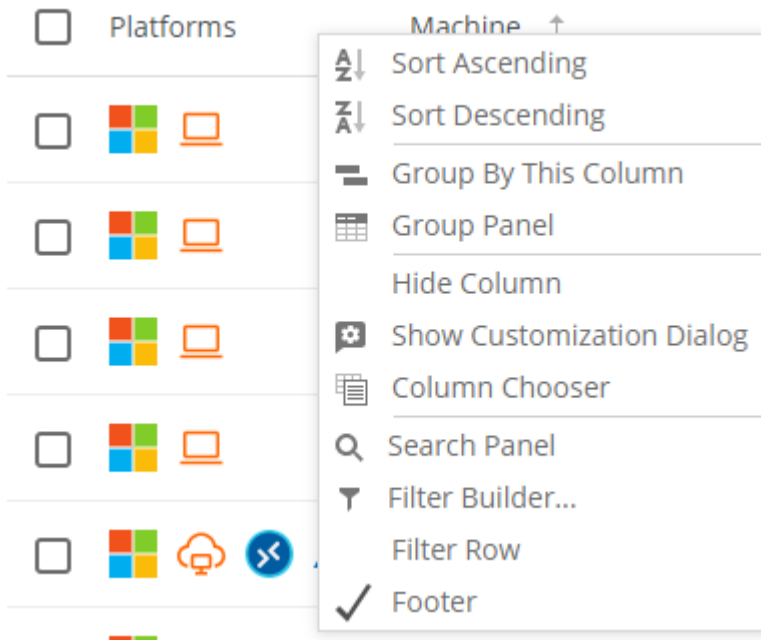 Platforms Machine
Sort Ascending
Sort Descending
Group By This Column
Group Panel
Hide Column
Show Customization Dialog
Column Chooser
Search Panel
Filter Builder...
Filter Row
Footer